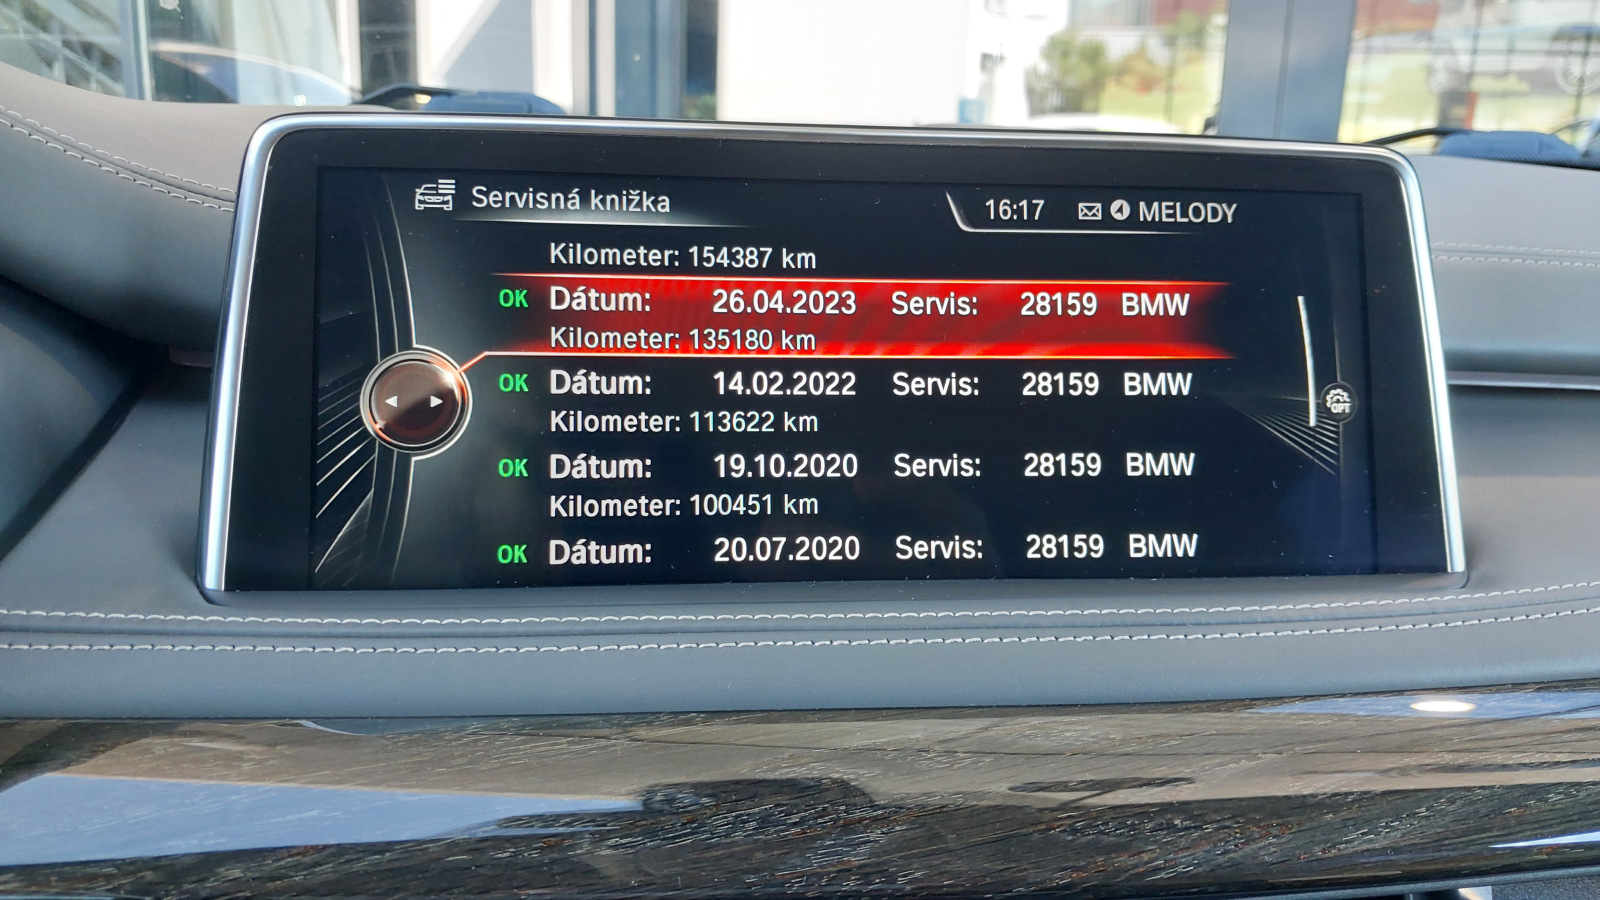 Servisná knižka 16:17 MELODY
Kilometer: 154387 km
OK Dátum: 26.04.2023 Servis: 28159 BMW
Kilometer: 135180 km
OK Dátum: 14.02.2022 Servis: 28159 BMW
Kilometer: 113622 km
OK Dátum: 19.10.2020 Servis: 28159 BMW
Kilometer: 100451 km
OK Dátum: 20.07.2020 Servis: 28159 BMW
OPT